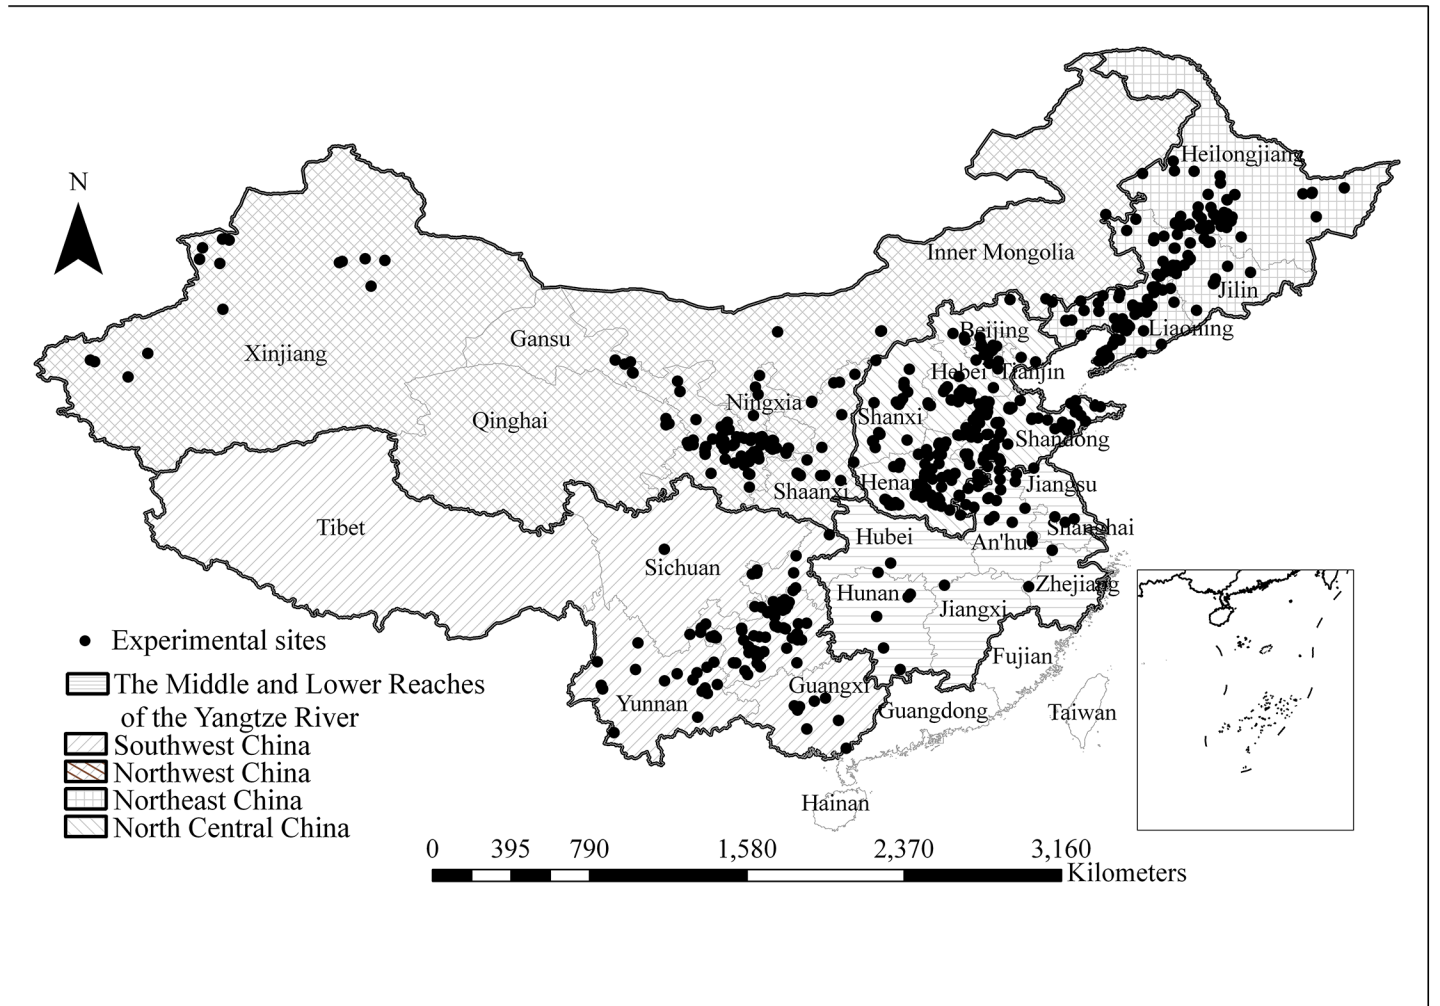 Heilongjiang
N
Inner Mongolia
Jilin
Liaoning
Beijing
Gansu
Xinjiang
Hebei
Tianjin
Ningxia
Qinghai
Shanxi
Shandong
Shaanxi
Henan
Jiangsu
Tibet
Shanghai
Hubei
An'hui
Sichuan
Zhejiang
Hunan
Jiangxi
Experimental sites
Fujian
The Middle and Lower Reaches
of the Yangtze River
Guangxi
Yunnan
Guangdong
Taiwan
Southwest China
Northwest China
Northeast China
Hainan
North Central China
0 395 790 1,580 2,370 3,160
Kilometers